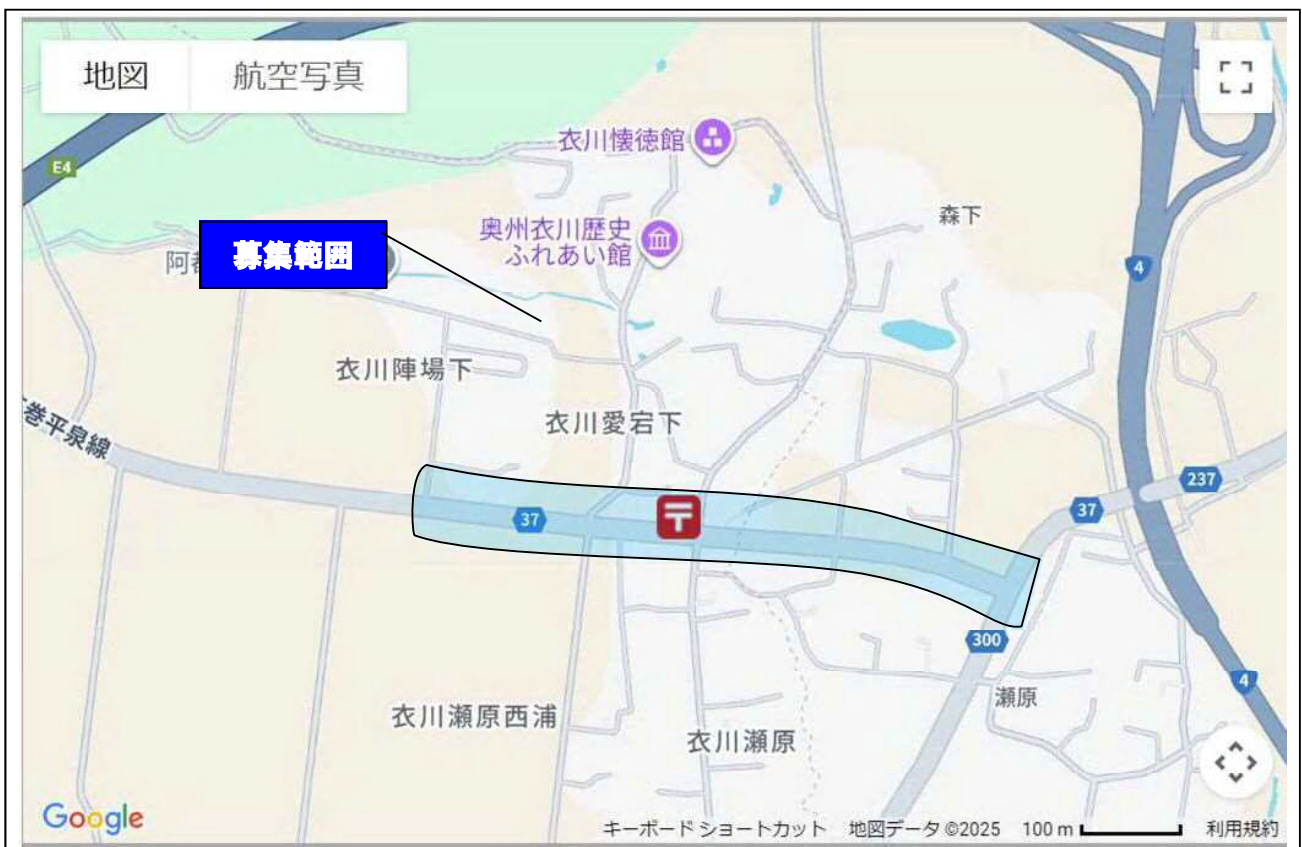 地図
航空写真
衣川懐徳館
E4
森下
奥州衣川歴史
ふれあい館
募集範囲
阿
4
衣川陣場下
巻平泉線
衣川愛宕下
237
37
37
300
瀬原
4
衣川瀬原西浦
衣川瀬原
Google
キーボード ショートカット 地図データ ©2025 100 m 利用規約